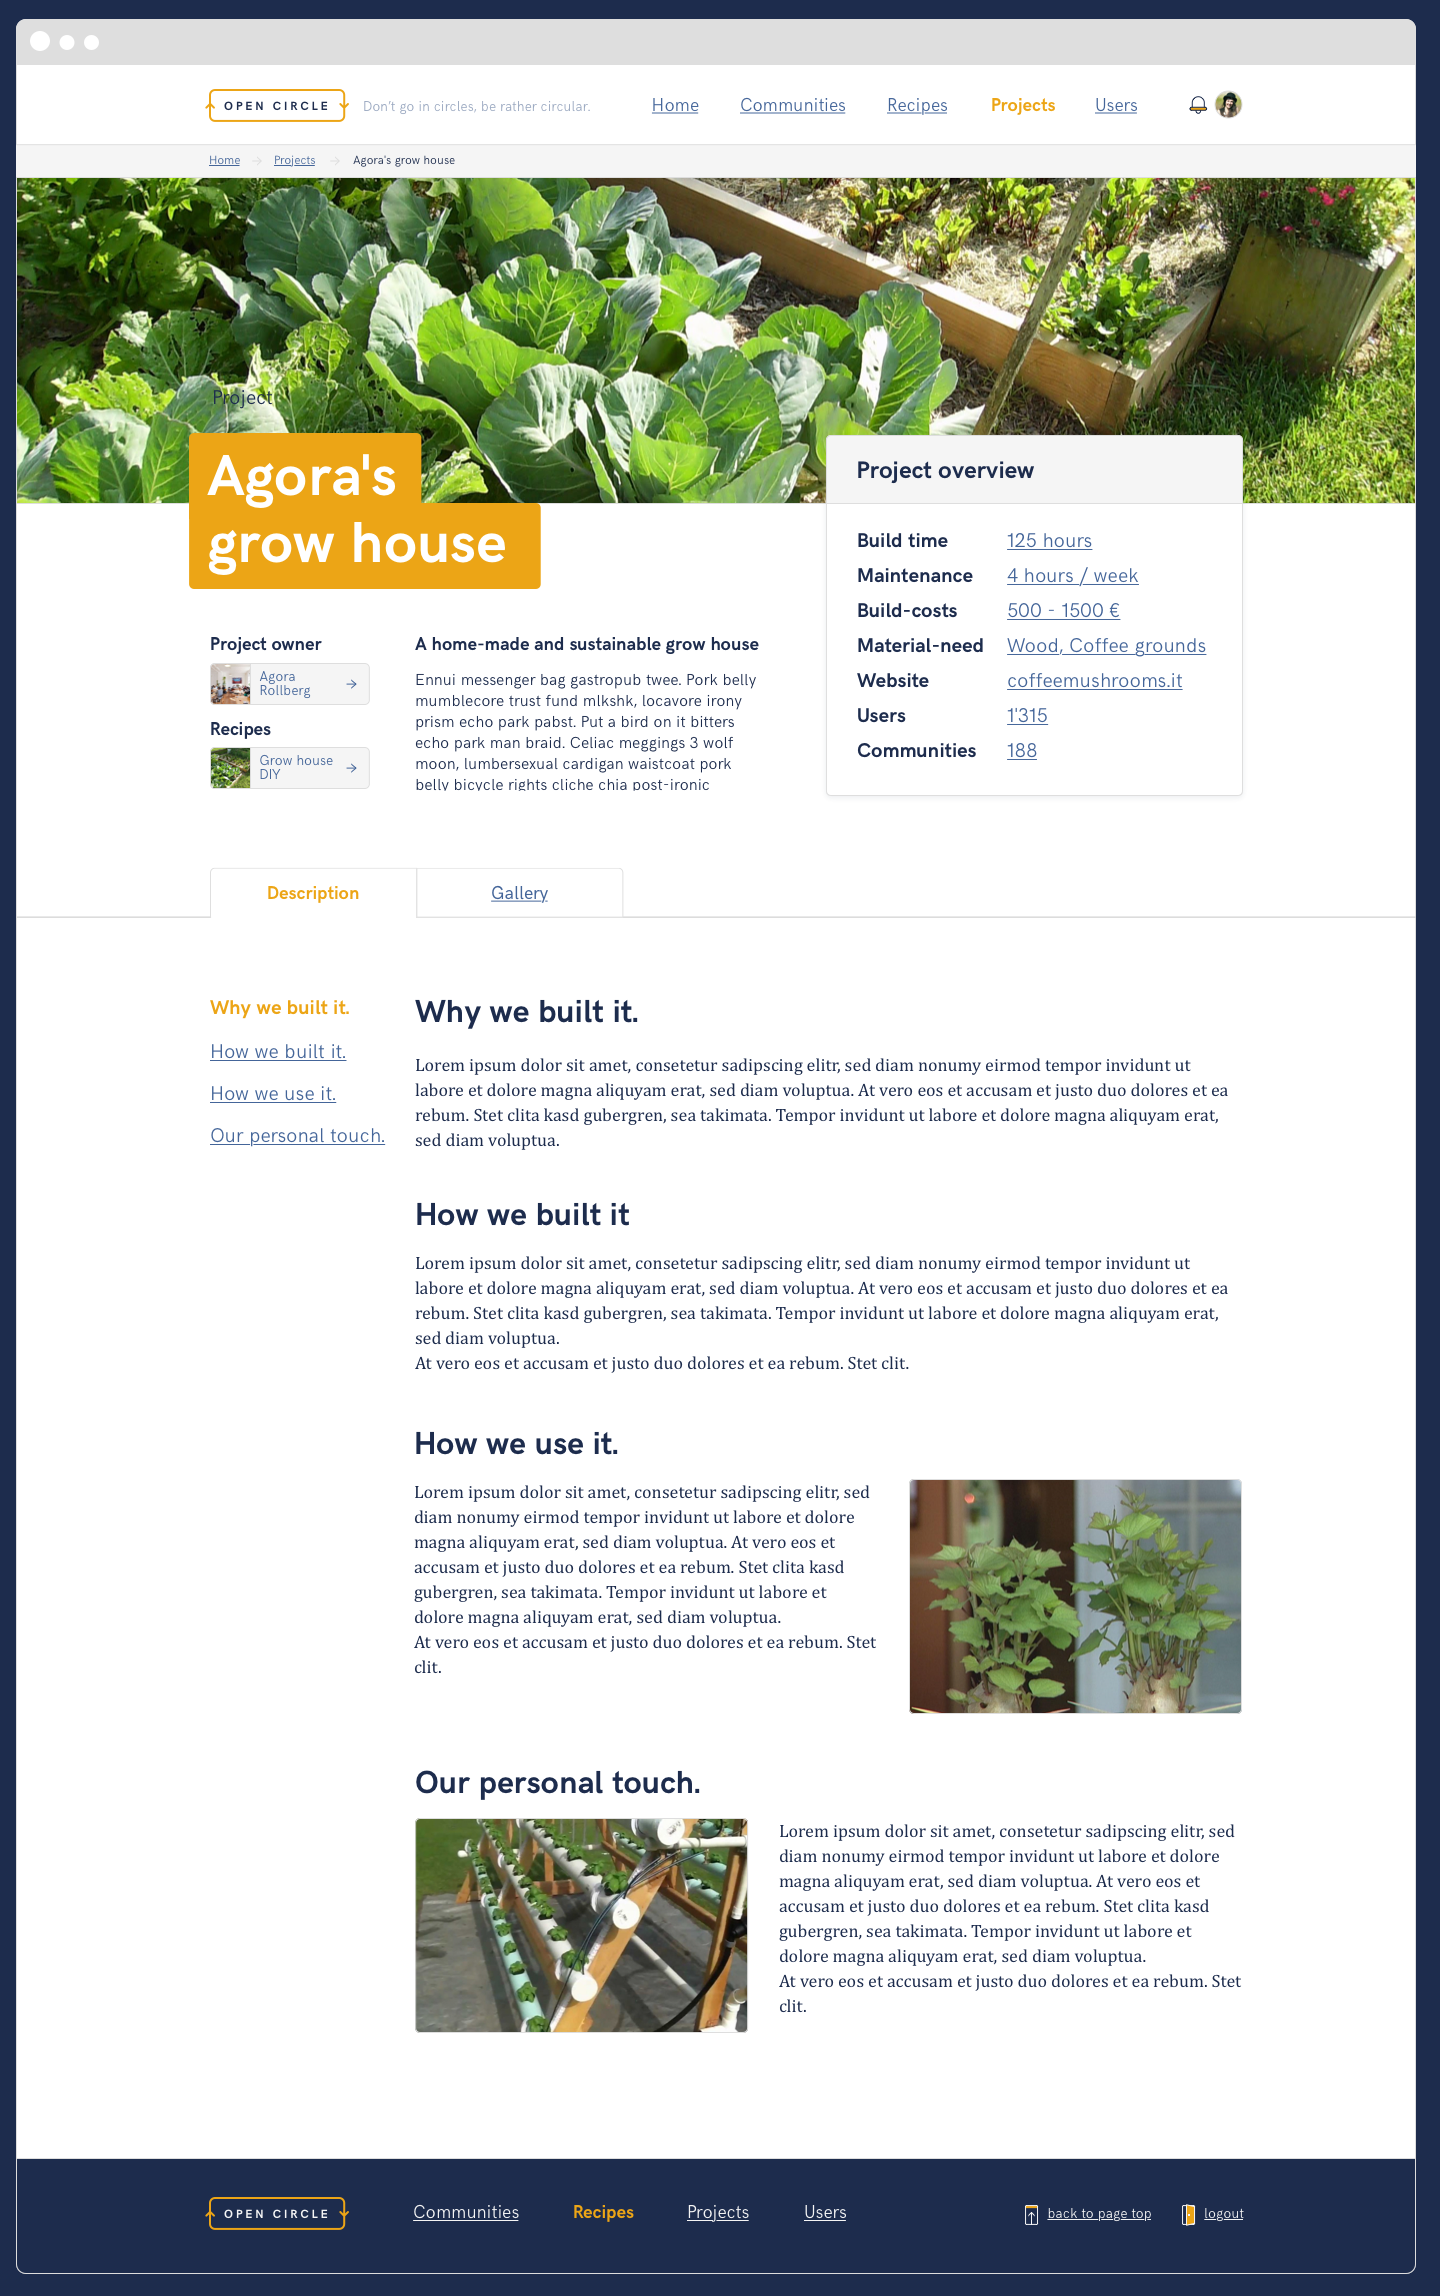 OPEN CIRCLE
Don't go in circles, be rather circular.
Home
Communities
Recipes
Projects
Users
Home
Projects
Agora's grow house
Project
Agora's
grow house
Project overview
Build time 125 hours
Maintenance 4 hours / week
Build-costs 500 - 1500 €
Material-need Wood, Coffee grounds
Website coffeemushrooms.it
Users 1'315
Communities 188
Project owner
Agora
Rollberg
Recipes
Grow house
DIY
A home-made and sustainable grow house
Ennui messenger bag gastropub twee. Pork belly
mumblecore trust fund mlkshk, locavore irony
prism echo park pabst. Put a bird on it bitters
echo park man braid. Celiac meggings 3 wolf
moon, lumbersexual cardigan waistcoat pork
belly bicycle rights cliche chia post-ironic
Description
Gallery
Why we built it.
How we built it.
How we use it.
Our personal touch.
Why we built it.
Lorem ipsum dolor sit amet, consetetur sadipscing elitr, sed diam nonumy eirmod tempor invidunt ut
labore et dolore magna aliquyam erat, sed diam voluptua. At vero eos et accusam et justo duo dolores et ea
rebum. Stet clita kasd gubergren, sea takimata. Tempor invidunt ut labore et dolore magna aliquyam erat,
sed diam voluptua.
How we built it
Lorem ipsum dolor sit amet, consetetur sadipscing elitr, sed diam nonumy eirmod tempor invidunt ut
labore et dolore magna aliquyam erat, sed diam voluptua. At vero eos et accusam et justo duo dolores et ea
rebum. Stet clita kasd gubergren, sea takimata. Tempor invidunt ut labore et dolore magna aliquyam erat,
sed diam voluptua.
At vero eos et accusam et justo duo dolores et ea rebum. Stet clit.
How we use it.
Lorem ipsum dolor sit amet, consetetur sadipscing elitr, sed
diam nonumy eirmod tempor invidunt ut labore et dolore
magna aliquyam erat, sed diam voluptua. At vero eos et
accusam et justo duo dolores et ea rebum. Stet clita kasd
gubergren, sea takimata. Tempor invidunt ut labore et
dolore magna aliquyam erat, sed diam voluptua.
At vero eos et accusam et justo duo dolores et ea rebum. Stet
clit.
Our personal touch.
Lorem ipsum dolor sit amet, consetetur sadipscing elitr, sed
diam nonumy eirmod tempor invidunt ut labore et dolore
magna aliquyam erat, sed diam voluptua. At vero eos et
accusam et justo duo dolores et ea rebum. Stet clita kasd
gubergren, sea takimata. Tempor invidunt ut labore et
dolore magna aliquyam erat, sed diam voluptua.
At vero eos et accusam et justo duo dolores et ea rebum. Stet
clit.
OPEN CIRCLE
Communities
Recipes
Projects
Users
back to page top
logout